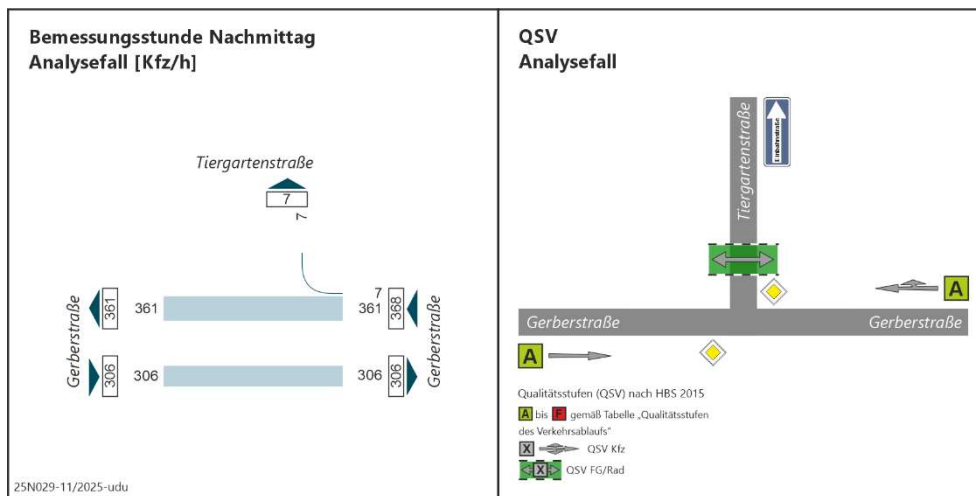 Bemessungsstunde Nachmittag
Analysefall [Kfz/h]
Tiergartenstraße
7
7
Gerberstraße
361
361
7
361
368
Gerberstraße
306
306
306
306
25N029-11/2025-udu
QSV
Analysefall
Einbahnstraße
Tiergartenstraße
A
Gerberstraße
Gerberstraße
A
Qualitätsstufen (QSV) nach HBS 2015
A bis F gemäß Tabelle „Qualitätsstufen
des Verkehrsablaufs“
X QSV Kfz
X QSV FG/Rad